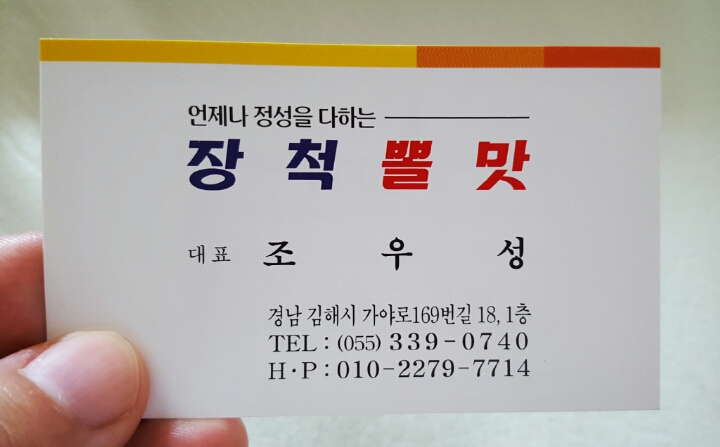 언제나 정성을 다하는
장척뽈맛
대표 조우성
경남 김해시 가야로169번길 18, 1층
TEL : (055) 339-0740
H·P : 010-2279-7714